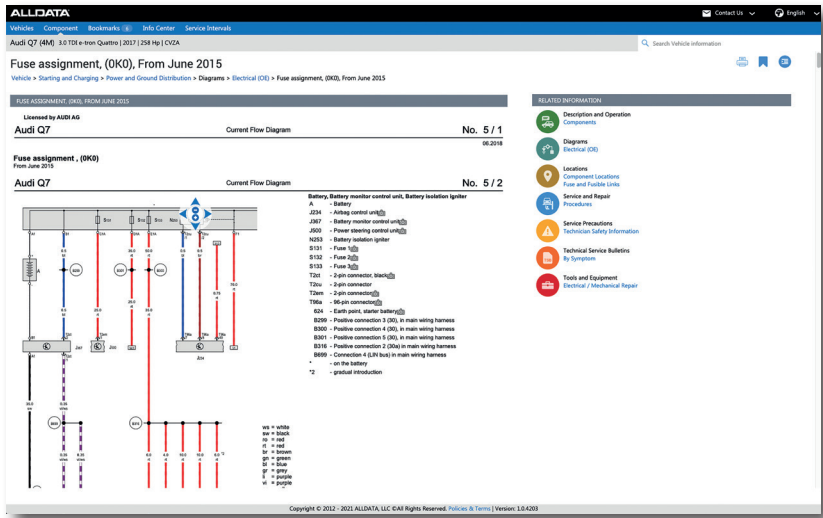 ALLDATA
Contact Us
English
Vehicles Component Bookmarks Info Center Service Intervals
Audi Q7 (4M) 3.0 TDI e-tron Quattro | 2017 | 258 Hp | CVZA
Search Vehicle information
Fuse assignment, (0K0), From June 2015
Vehicle > Starting and Charging > Power and Ground Distribution > Diagrams > Electrical (OE) > Fuse assignment, (0K0), From June 2015
FUSE ASSIGNMENT, (0K0), FROM JUNE 2015
Licensed by AUDI AG
Audi Q7 Current Flow Diagram No. 5 / 1
06.2018
Fuse assignment , (0K0)
From June 2015
Audi Q7 Current Flow Diagram No. 5 / 2
Battery, Battery monitor control unit, Battery isolation igniter
A - Battery
J234 - Airbag control unit
J367 - Battery monitor control unit
J500 - Power steering control unit
N253 - Battery isolation igniter
S131 - Fuse 1
S132 - Fuse 2
S133 - Fuse 3
T2ct - 2-pin connector, black
T2cu - 2-pin connector
T2em - 2-pin connector
T98a - 96-pin connector
624 - Earth point, starter battery
B299 - Positive connection 3 (30), in main wiring harness
B300 - Positive connection 4 (30), in main wiring harness
B301 - Positive connection 5 (30), in main wiring harness
B316 - Positive connection 2 (30a) in main wiring harness
B699 - Connection 4 (LIN bus) in main wiring harness
* - on the battery
*2 - gradual introduction
A
ws = white
sw = black
ro = red
rt = red
br = brown
gn = green
bl = blue
gr = grey
li = purple
vi = purple
RELATED INFORMATION
Description and Operation
Components
Diagrams
Electrical (OE)
Locations
Component Locations
Fuse and Fusible Links
Service and Repair
Procedures
Service Precautions
Technician Safety Information
Technical Service Bulletins
By Symptom
Tools and Equipment
Electrical / Mechanical Repair
Copyright © 2012 - 2021 ALLDATA, LLC ©All Rights Reserved. Policies & Terms | Version: 1.0.4203